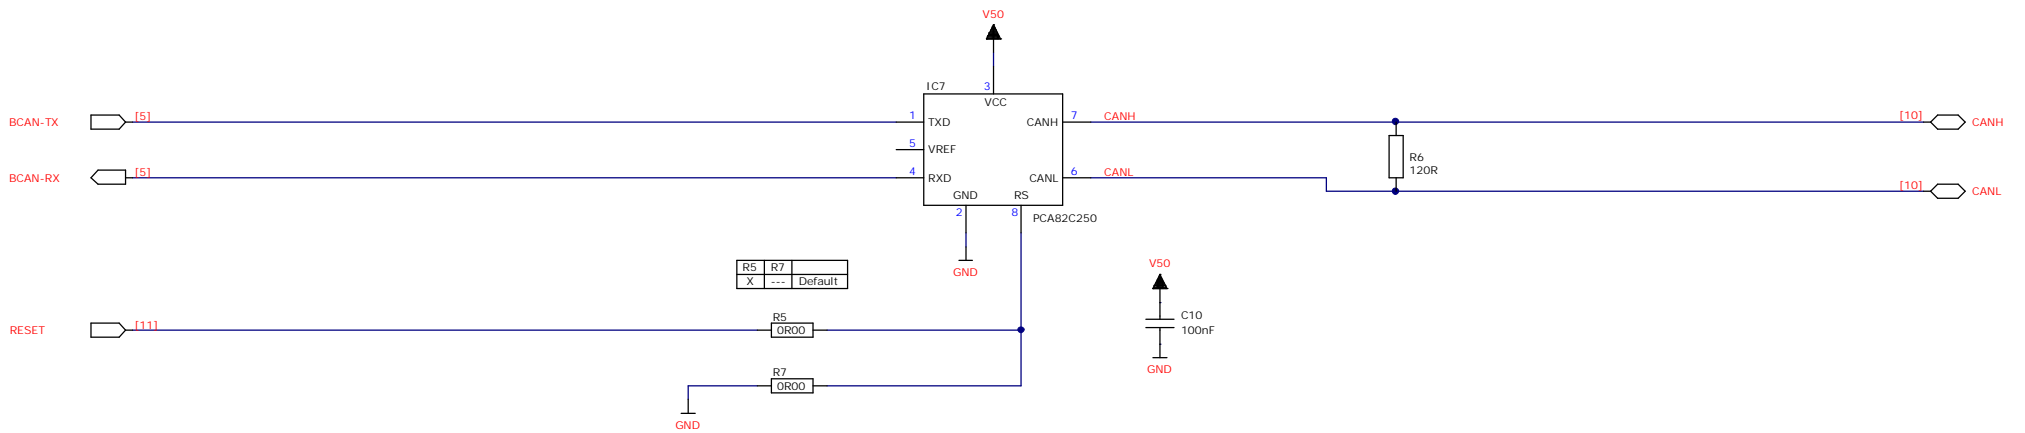 V50
IC7
3
VCC
BCAN-TX
[5]
1
TXD
CANH
7
CANH
[10]
CANH
5
VREF
R6
120R
BCAN-RX
[5]
4
RXD
CANL
6
CANL
[10]
CANL
GND
RS
2
8
PCA82C250
GND
R5 R7
X --- Default
V50
C10
100nF
GND
RESET
[11]
R5
0R00
R7
0R00
GND